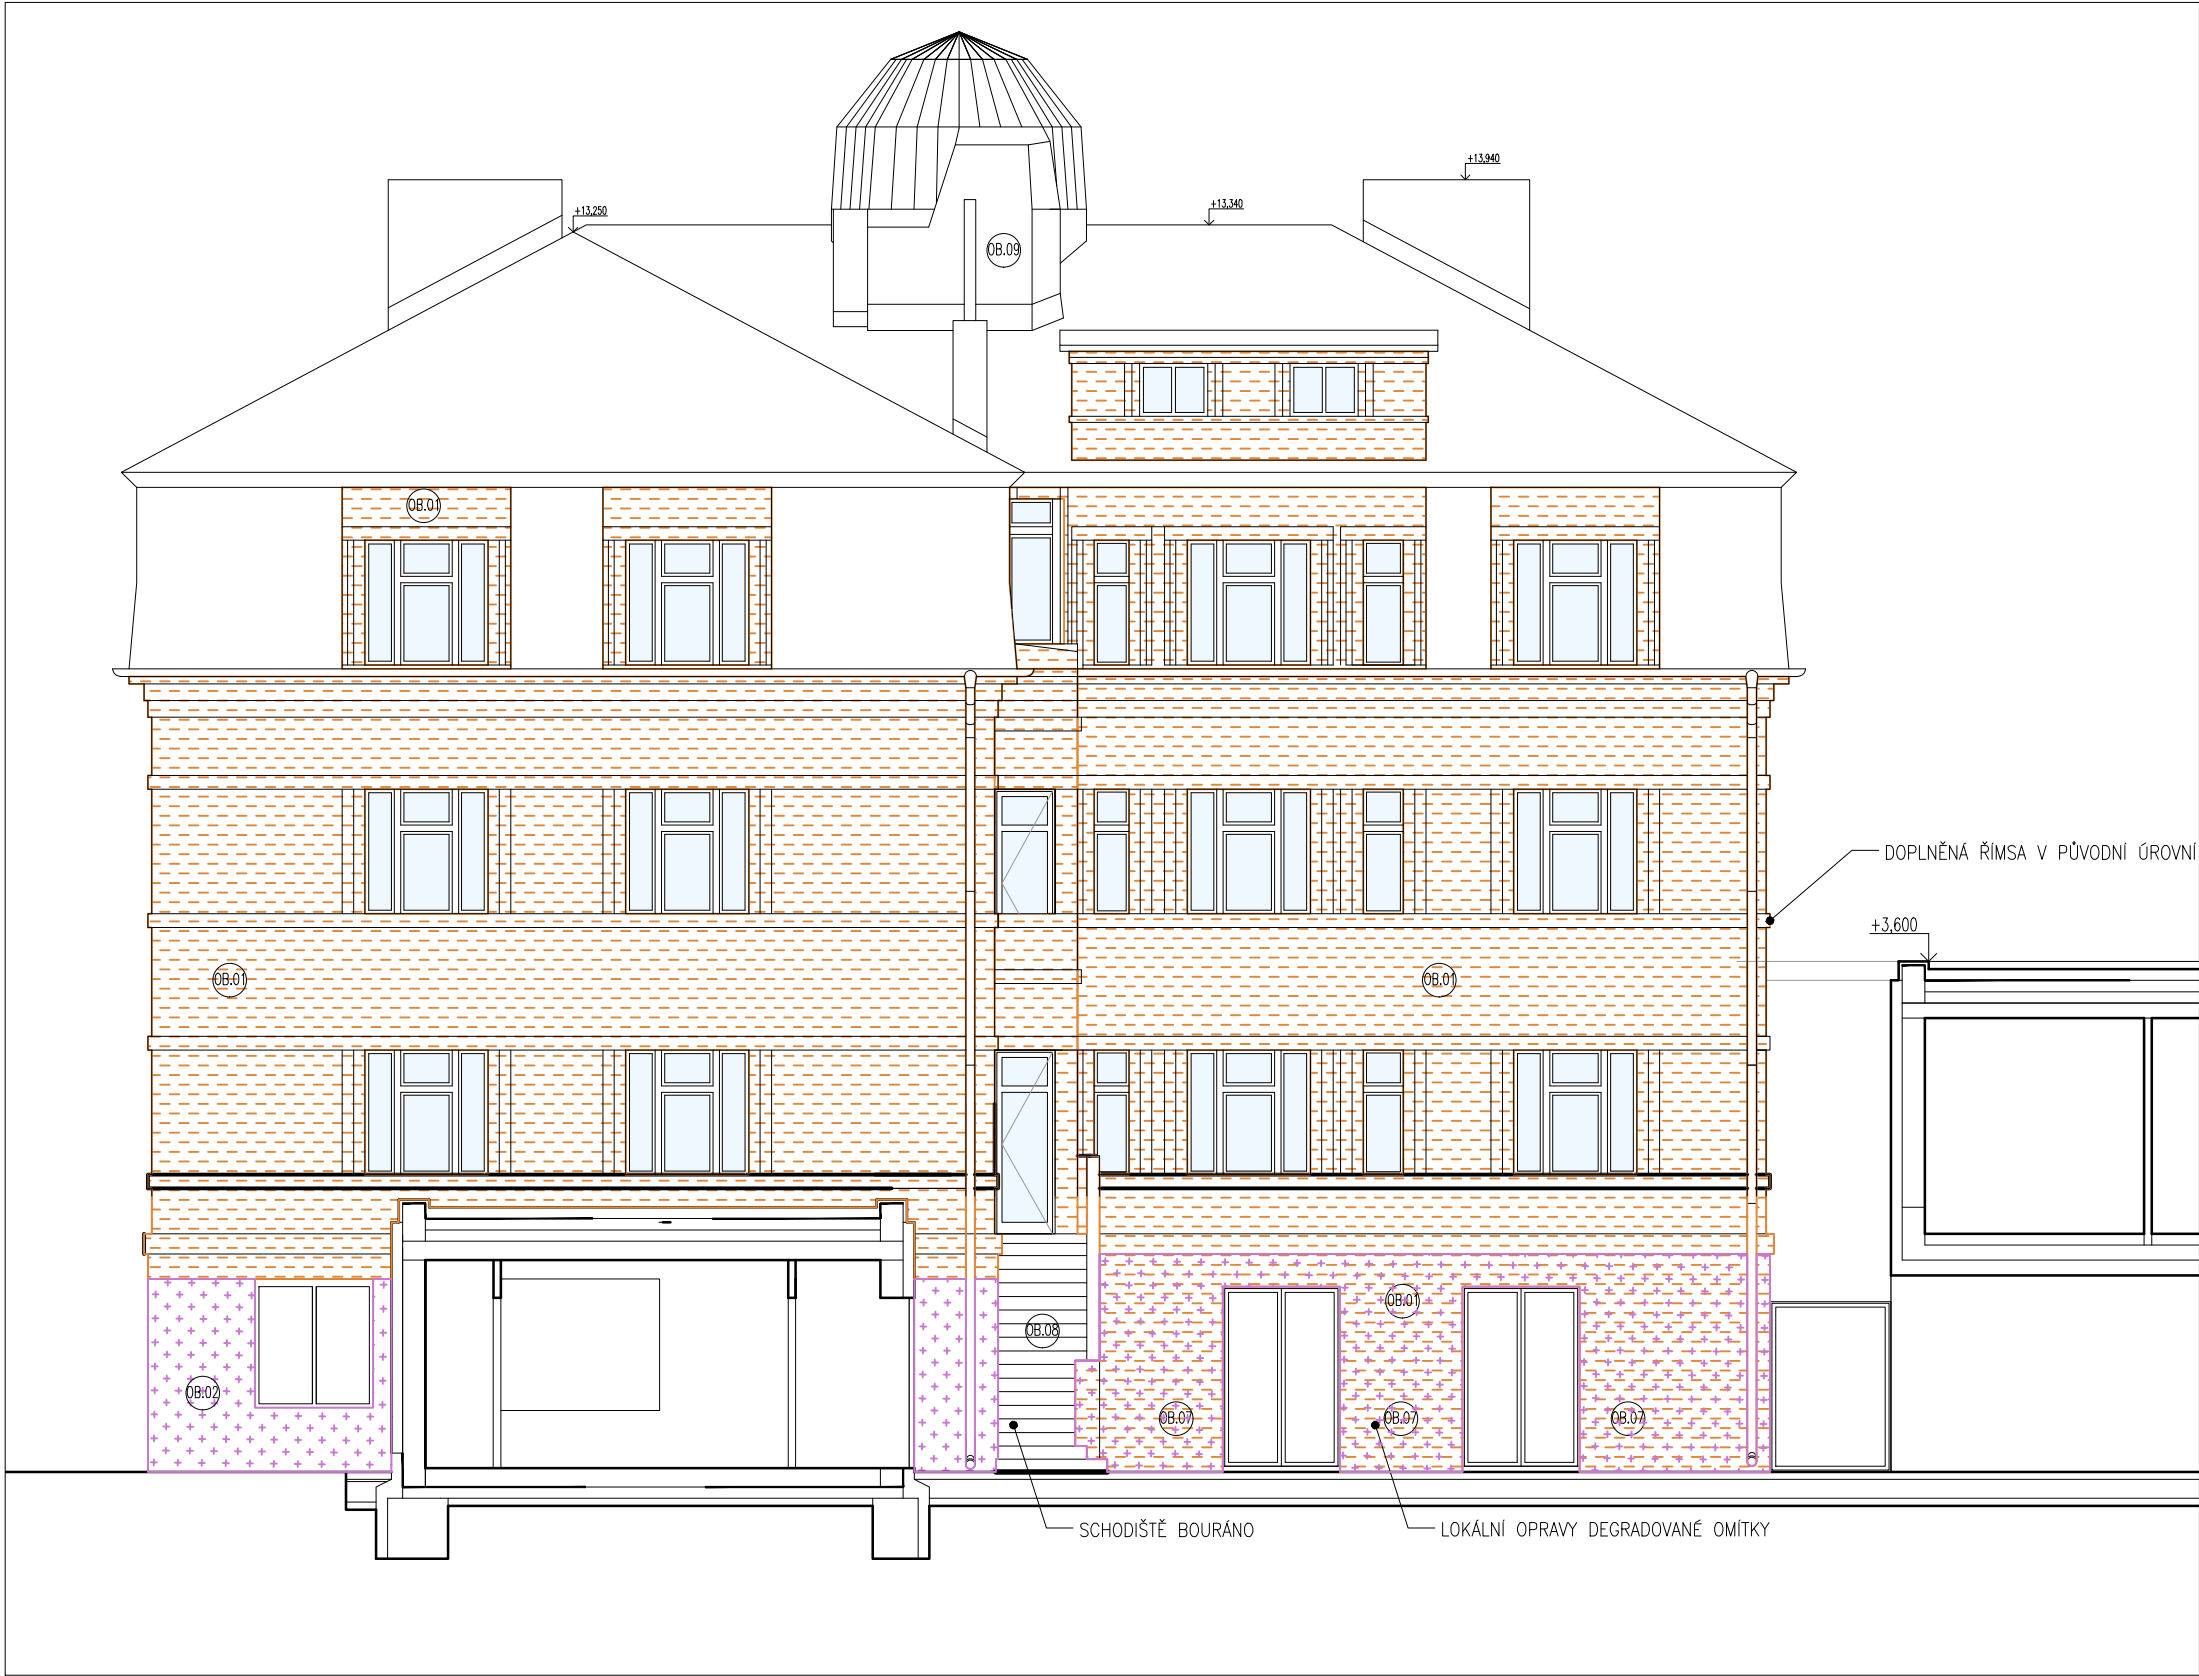 +13,940
+13,250
+13,340
OB.09
OB.01
DOPLNĚNÁ ŘÍMSA V PŮVODNÍ ÚROVNÍ
+3,600
OB.01
OB.01
OB.01
OB.08
OB.02
OB.07
OB.07
OB.07
SCHODIŠTĚ BOURÁNO
LOKÁLNÍ OPRAVY DEGRADOVANÉ OMÍTKY